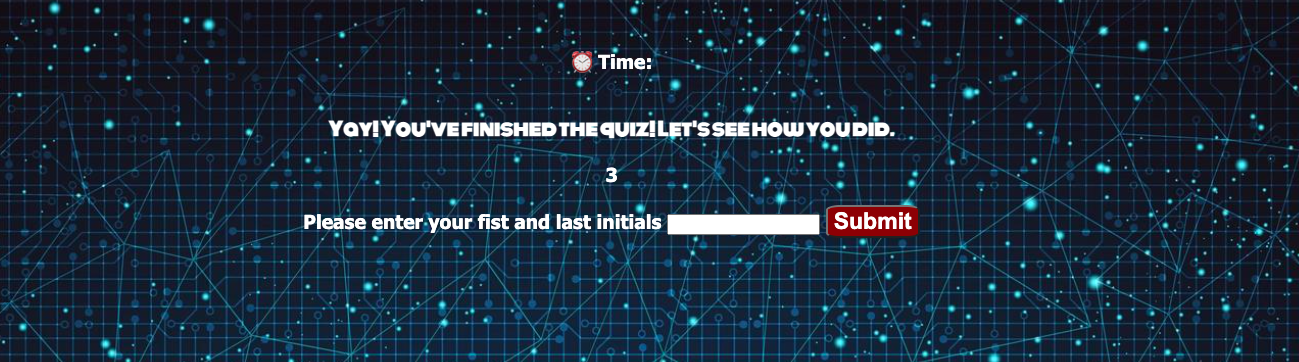 ⏰ Time:
Yay! You've finished the quiz! Let's see how you did.
3
Please enter your fist and last initials Submit